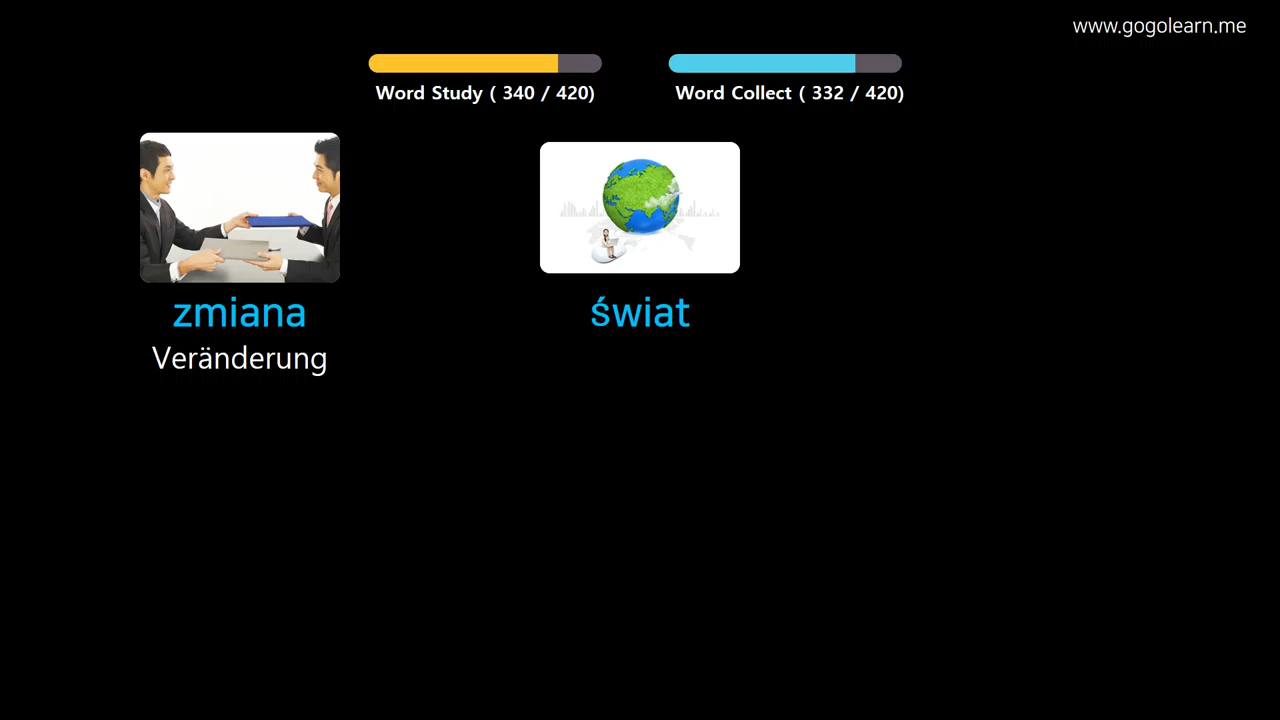 www.gogolearn.me
Word Study ( 340 / 420)
Word Collect ( 332 / 420)
zmiana
Veränderung
świat